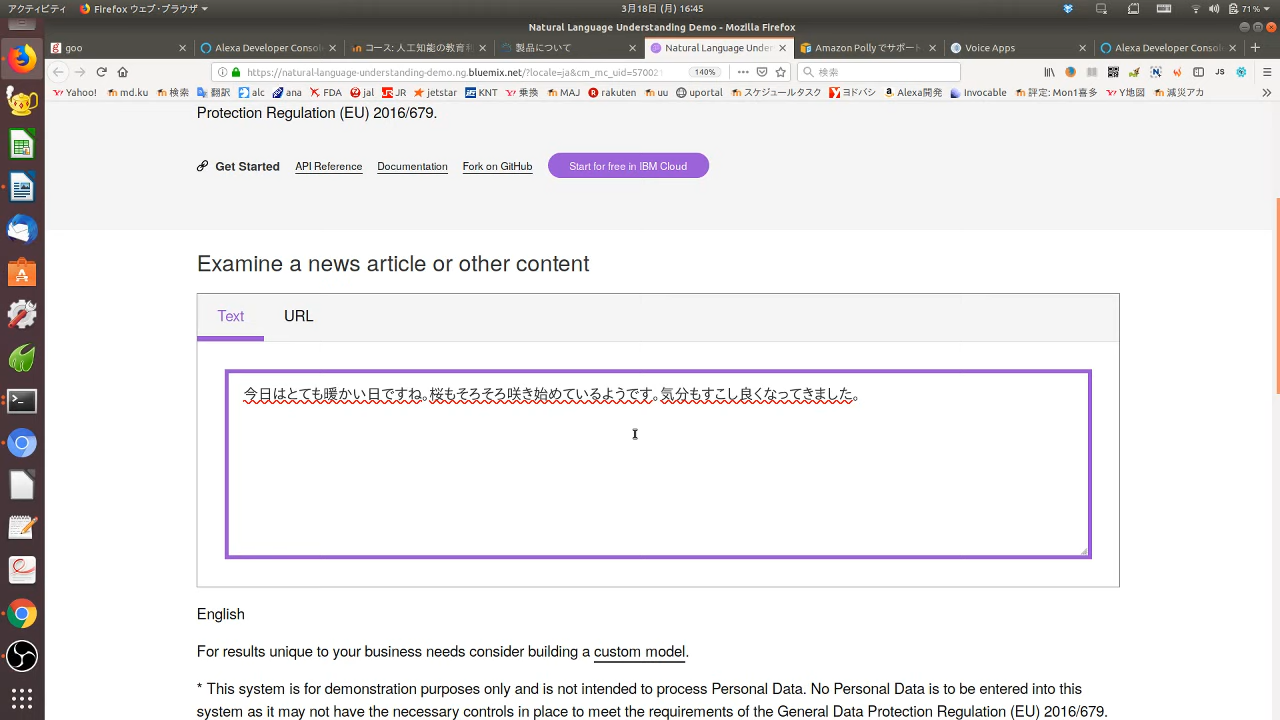 アクティビティ Firefox ウェブ・ブラウザ 3月18日 (月) 16:45 71%
Natural Language Understanding Demo - Mozilla Firefox
goo Alexa Developer Consol コース: 人工知能の教育利 製品について Natural Language Under Amazon Polly でサポート Voice Apps Alexa Developer Consol
https://natural-language-understanding-demo.ng.bluemix.net/?locale=ja&cm_mc_uid=570021 140% 検索
Yahoo! md.ku 検索 翻訳 alc ana FDA jal jetstar JR KNT 乗換 MAJ rakuten uu uportal スケジュールタスク ヨドバシ Alexa開発 Invocable 評定: Mon1喜多 Y地図 減災アカ
Protection Regulation (EU) 2016/679.
Get Started API Reference Documentation Fork on GitHub Start for free in IBM Cloud
Examine a news article or other content
Text URL
今日はとても暖かい日ですね。桜もそろそろ咲き始めているようです。気分もすこし良くなってきました。
English
For results unique to your business needs consider building a custom model.
* This system is for demonstration purposes only and is not intended to process Personal Data. No Personal Data is to be entered into this
system as it may not have the necessary controls in place to meet the requirements of the General Data Protection Regulation (EU) 2016/679.